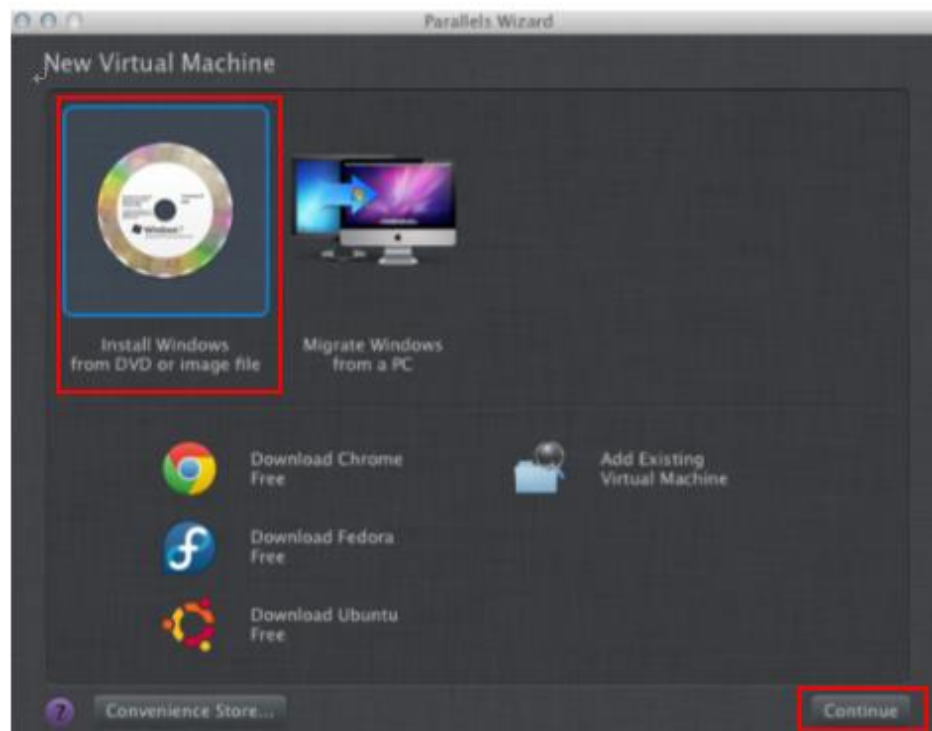 Parallels Wizard
New Virtual Machine
Install Windows
from DVD or image file
Migrate Windows
from a PC
Download Chrome
Free
Add Existing
Virtual Machine
Download Fedora
Free
Download Ubuntu
Free
?
Convenience Store...
Continue